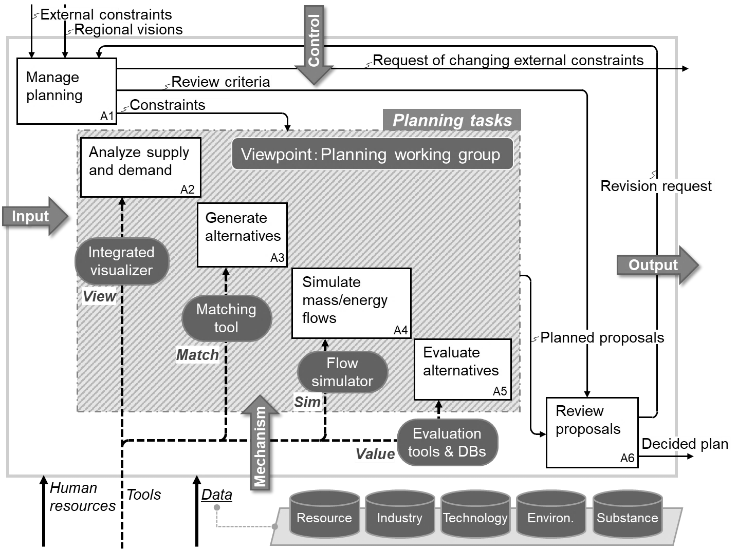 External constraints
Regional visions
Control
Request of changing external constraints
Manage
planning
A1
Review criteria
Constraints
Planning tasks
Analyze supply
and demand
A2
Viewpoint: Planning working group
Revision request
Input
Generate
alternatives
A3
Integrated
visualizer
View
Output
Simulate
mass/energy
flows
A4
Matching
tool
Match
Planned proposals
Evaluate
alternatives
A5
Flow
simulator
Sim
Mechanism
Review
proposals
A6
Evaluation
tools & DBs
Value
Decided plan
Human
resources
Tools
Data
Resource
Industry
Technology
Environ.
Substance